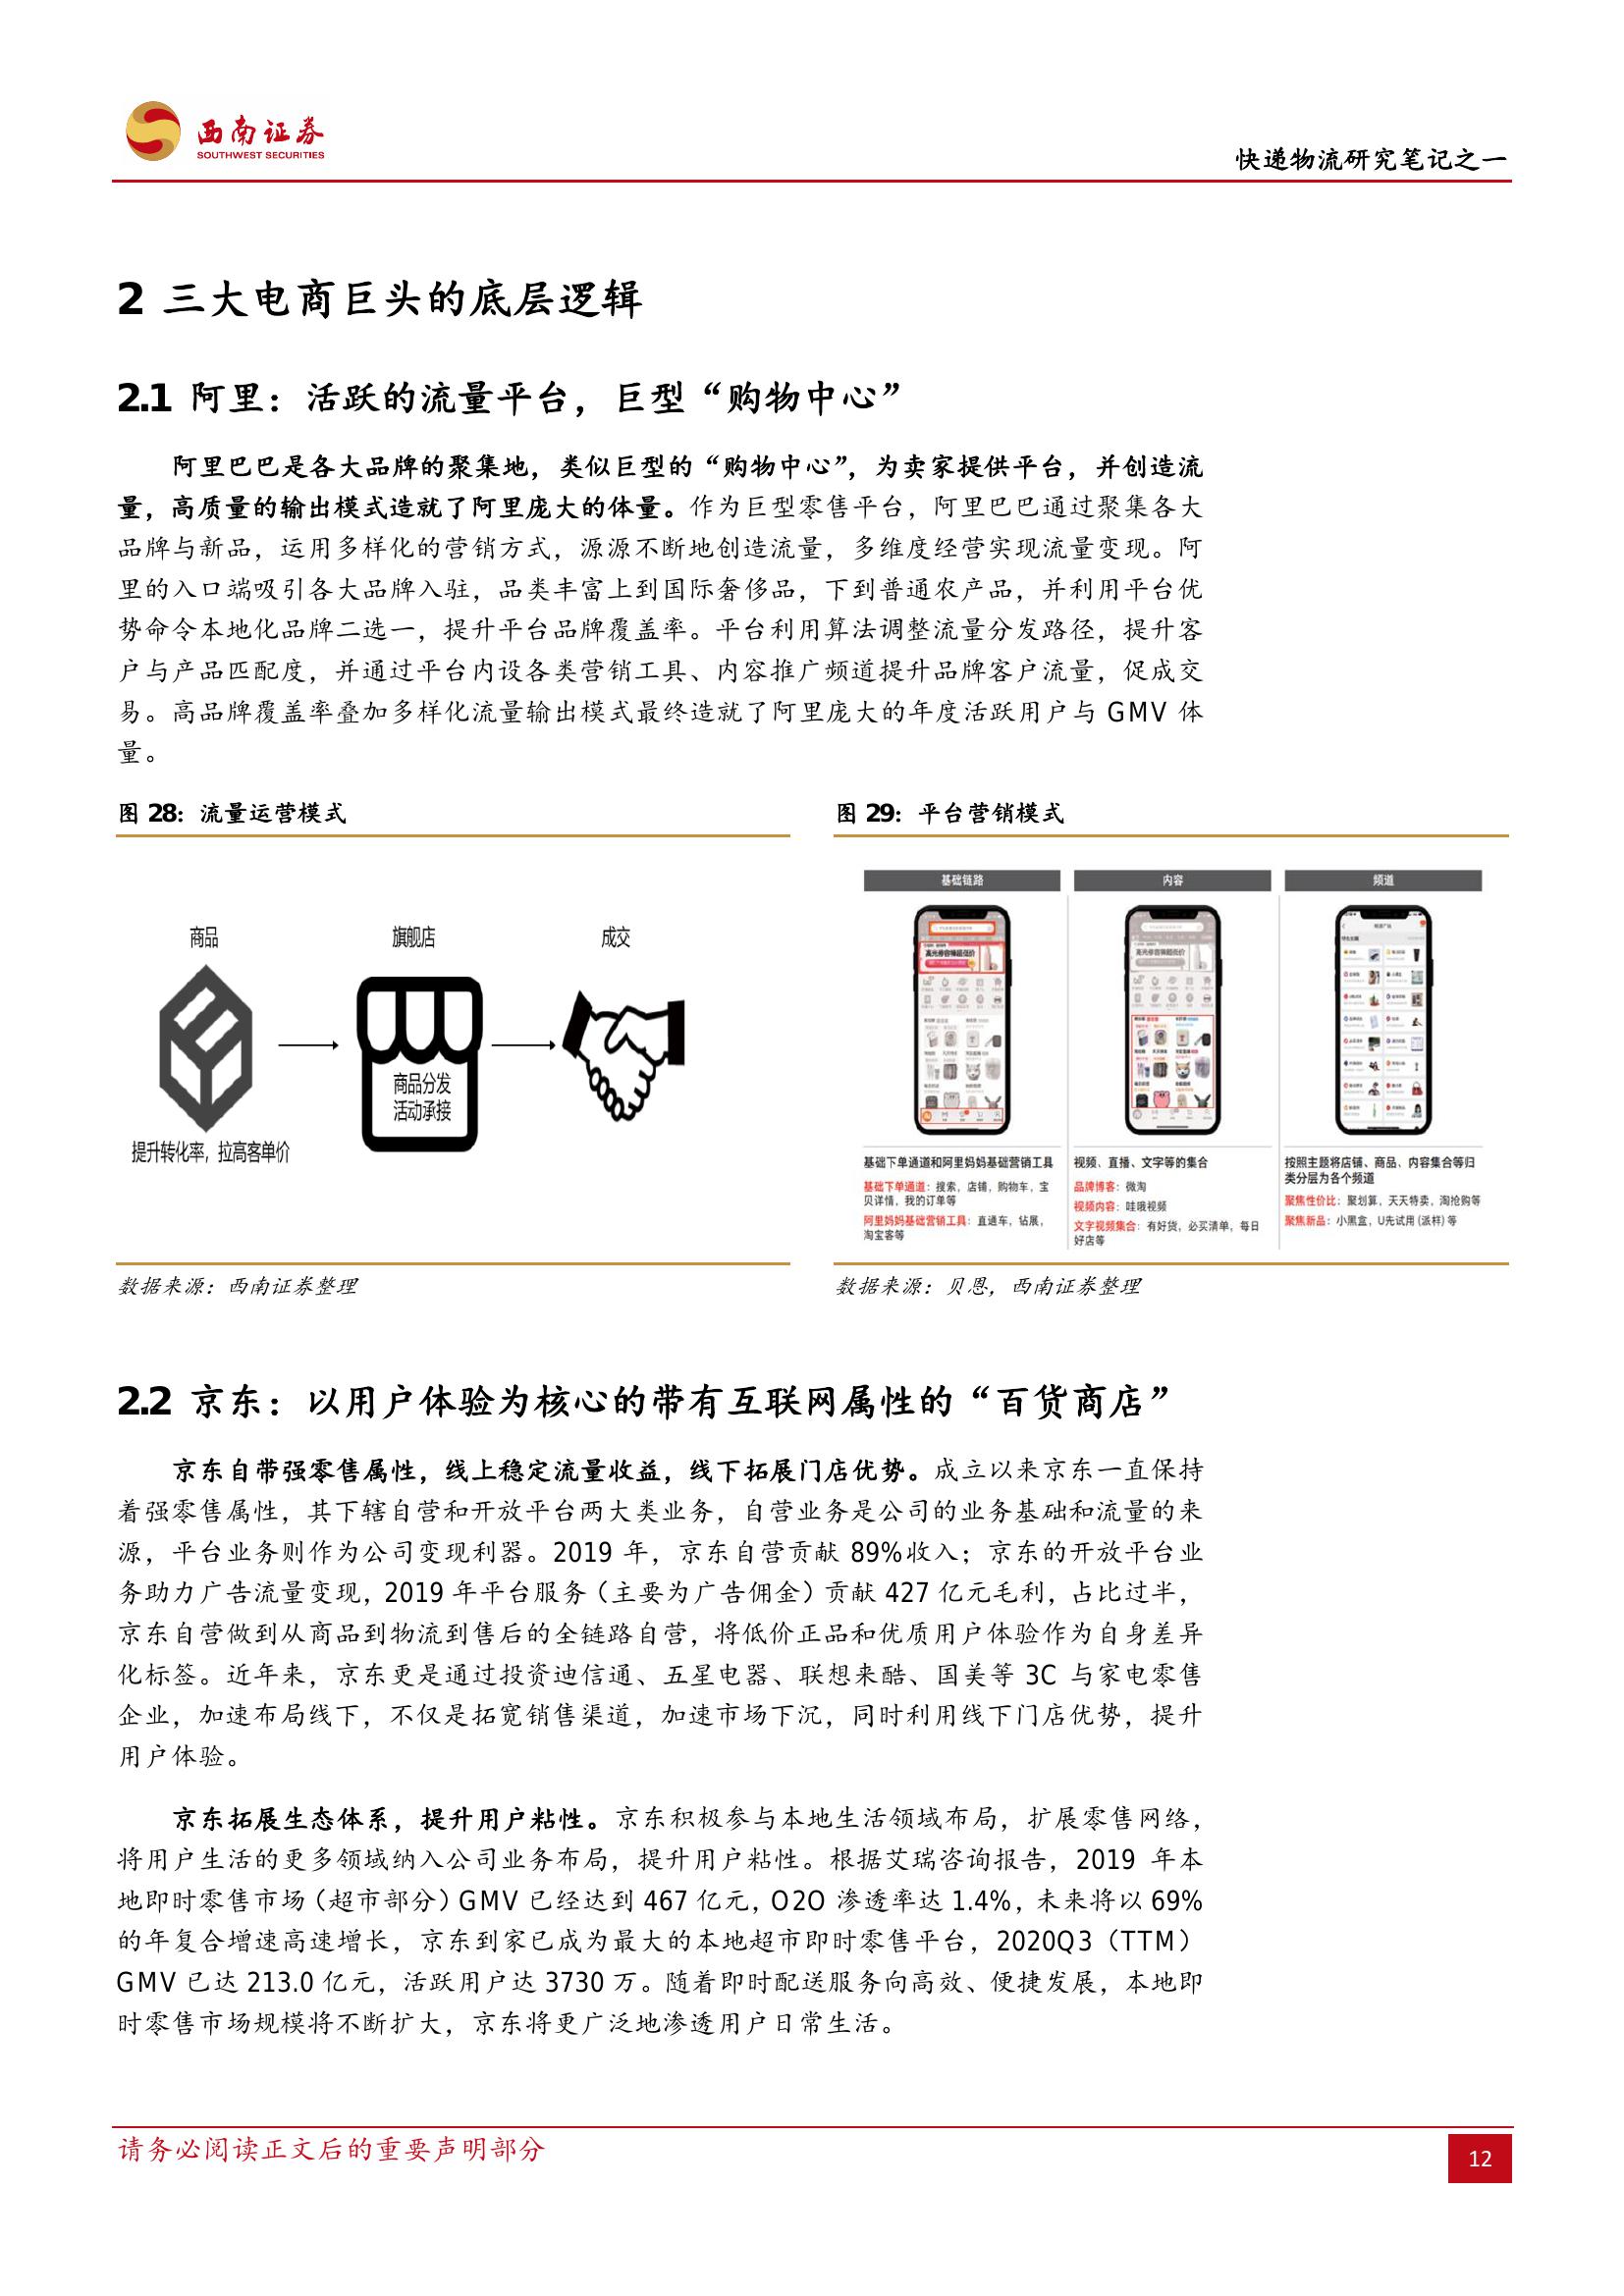 西南证券
SOUTHWEST SECURITIES
快递物流研究笔记之一
2 三大电商巨头的底层逻辑
2.1 阿里：活跃的流量平台，巨型“购物中心”
阿里巴巴是各大品牌的聚集地，类似巨型的“购物中心”，为卖家提供平台，并创造流
量，高质量的输出模式造就了阿里庞大的体量。作为巨型零售平台，阿里巴巴通过聚集各大
品牌与新品，运用多样化的营销方式，源源不断地创造流量，多维度经营实现流量变现。阿
里的入口端吸引各大品牌入驻，品类丰富上到国际奢侈品，下到普通农产品，并利用平台优
势命令本地化品牌二选一，提升平台品牌覆盖率。平台利用算法调整流量分发路径，提升客
户与产品匹配度，并通过平台内设各类营销工具、内容推广频道提升品牌客户流量，促成交
易。高品牌覆盖率叠加多样化流量输出模式最终造就了阿里庞大的年度活跃用户与 GMV 体
量。
图 28：流量运营模式
商品
旗舰店
成交
商品分发
活动承接
提升转化率，拉高客单价
数据来源：西南证券整理
图 29：平台营销模式
基础链路
内容
频道
基础下单通道和阿里妈妈基础营销工具
基础下单通道：搜索，店铺，购物车，宝
贝详情，我的订单等
阿里妈妈基础营销工具：直通车，钻展，
淘宝客等
视频、直播、文字等的集合
品牌博客：微淘
视频内容：哇哦视频
文字视频集合：有好货，必买清单，每日
好店等
按照主题将店铺、商品、内容集合等归
类分层为各个频道
聚焦性价比：聚划算，天天特卖，淘抢购等
聚焦新品：小黑盒，U先试用 (派样) 等
数据来源：贝恩，西南证券整理
2.2 京东：以用户体验为核心的带有互联网属性的“百货商店”
京东自带强零售属性，线上稳定流量收益，线下拓展门店优势。成立以来京东一直保持
着强零售属性，其下辖自营和开放平台两大类业务，自营业务是公司的业务基础和流量的来
源，平台业务则作为公司变现利器。2019 年，京东自营贡献 89%收入；京东的开放平台业
务助力广告流量变现，2019 年平台服务（主要为广告佣金）贡献 427 亿元毛利，占比过半，
京东自营做到从商品到物流到售后的全链路自营，将低价正品和优质用户体验作为自身差异
化标签。近年来，京东更是通过投资迪信通、五星电器、联想来酷、国美等 3C 与家电零售
企业，加速布局线下，不仅是拓宽销售渠道，加速市场下沉，同时利用线下门店优势，提升
用户体验。
京东拓展生态体系，提升用户粘性。京东积极参与本地生活领域布局，扩展零售网络，
将用户生活的更多领域纳入公司业务布局，提升用户粘性。根据艾瑞咨询报告，2019 年本
地即时零售市场（超市部分）GMV 已经达到 467 亿元，O2O 渗透率达 1.4%，未来将以 69%
的年复合增速高速增长，京东到家已成为最大的本地超市即时零售平台，2020Q3（TTM）
GMV 已达 213.0 亿元，活跃用户达 3730 万。随着即时配送服务向高效、便捷发展，本地即
时零售市场规模将不断扩大，京东将更广泛地渗透用户日常生活。
请务必阅读正文后的重要声明部分
12